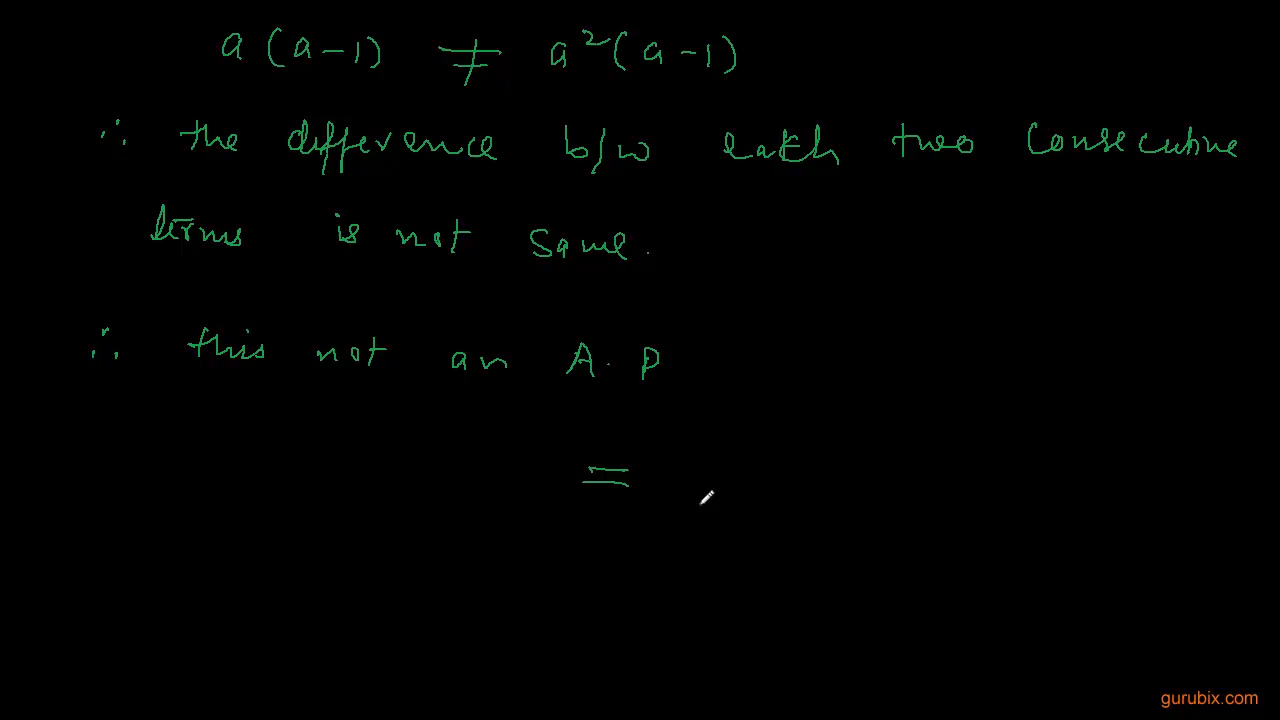 a(a-1) ≠ a²(a-1)
∴ the difference b/w each two consecutive
terms is not same.
∴ this not an A.P
=
gurubix.com